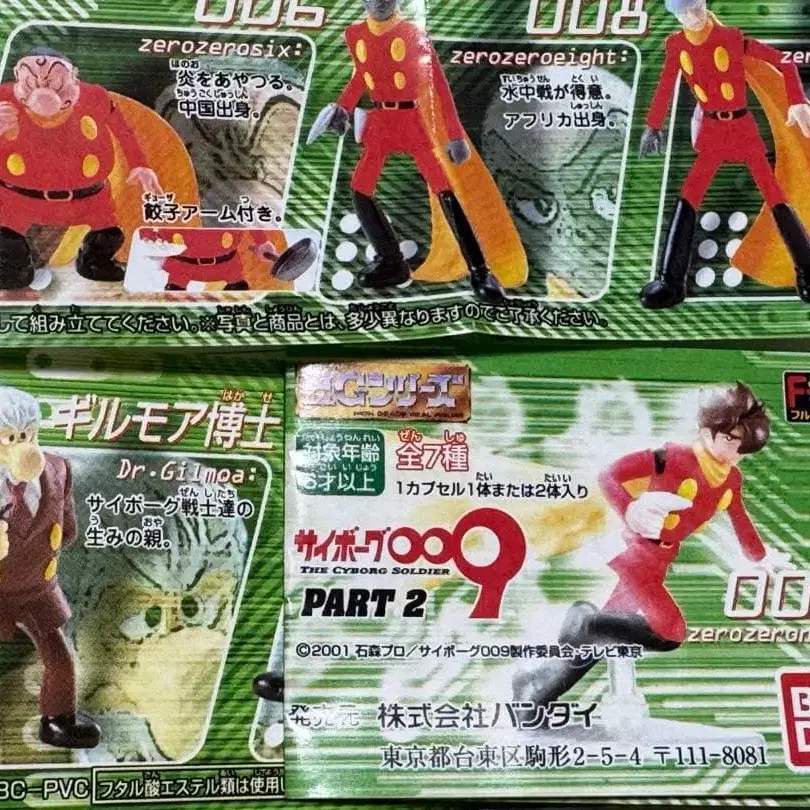 006
008
zerozerosix:
炎をあやつる。
中国出身。
餃子アーム付き。
zerozeroeight:
水中戦が得意。
アフリカ出身。
して組み立ててください。※写真と商品とは、多少異なりますのでご了承ください。
ギルモア博士
Dr.Gilmoa:
サイボーグ戦士達の
生みの親。
HGシリーズ
対象年齢
6才以上
全7種
1カプセル1体または2体入り
サイボーグ009
THE CYBORG SOLDIER
PART 2
©2001 石森プロ/サイボーグ009製作委員会・テレビ東京
発売元 株式会社バンダイ
東京都台東区駒形2-5-4 〒111-8081
00
zerozeron
BC-PVC
フタル酸エステル類は使用